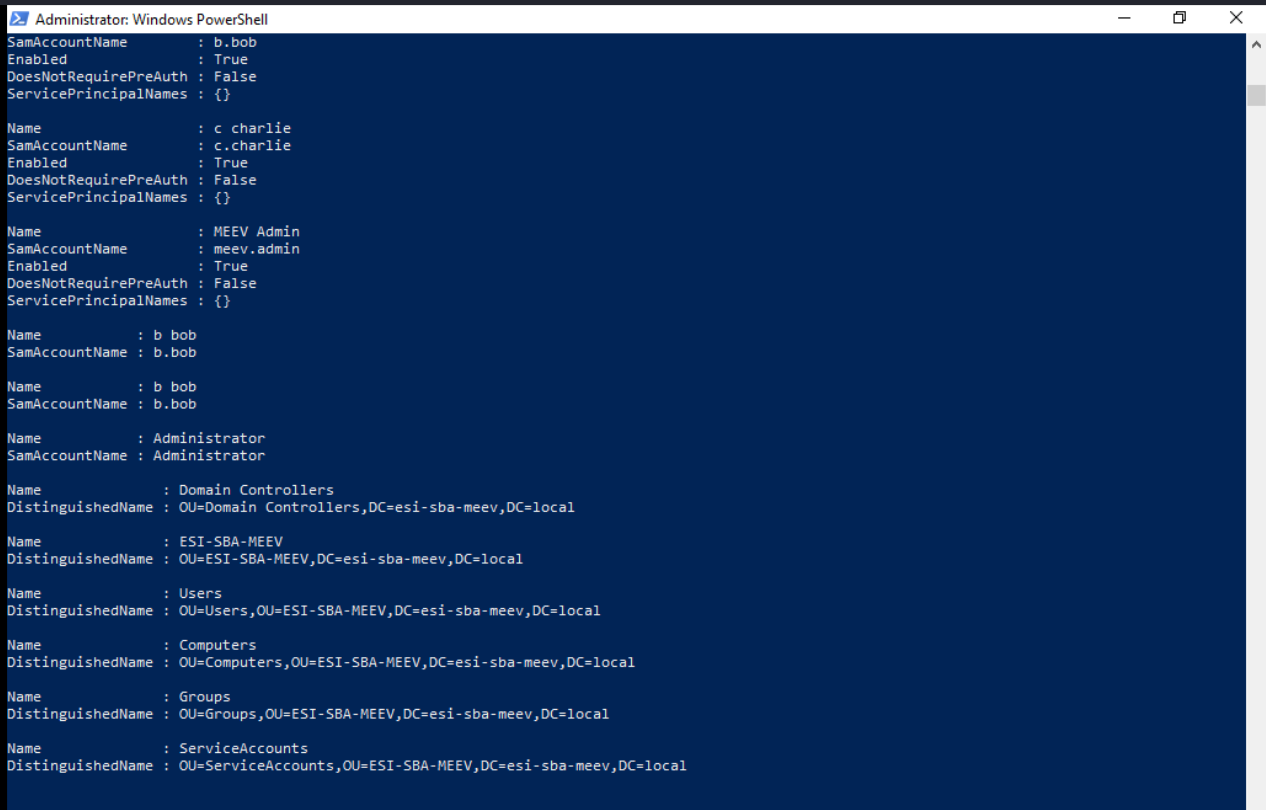 Administrator: Windows PowerShell
SamAccountName        : b.bob
Enabled               : True
DoesNotRequirePreAuth : False
ServicePrincipalNames : {}
Name                  : c charlie
SamAccountName        : c.charlie
Enabled               : True
DoesNotRequirePreAuth : False
ServicePrincipalNames : {}
Name                  : MEEV Admin
SamAccountName        : meev.admin
Enabled               : True
DoesNotRequirePreAuth : False
ServicePrincipalNames : {}
Name           : b bob
SamAccountName : b.bob
Name           : b bob
SamAccountName : b.bob
Name           : Administrator
SamAccountName : Administrator
Name              : Domain Controllers
DistinguishedName : OU=Domain Controllers,DC=esi-sba-meev,DC=local
Name              : ESI-SBA-MEEV
DistinguishedName : OU=ESI-SBA-MEEV,DC=esi-sba-meev,DC=local
Name              : Users
DistinguishedName : OU=Users,OU=ESI-SBA-MEEV,DC=esi-sba-meev,DC=local
Name              : Computers
DistinguishedName : OU=Computers,OU=ESI-SBA-MEEV,DC=esi-sba-meev,DC=local
Name              : Groups
DistinguishedName : OU=Groups,OU=ESI-SBA-MEEV,DC=esi-sba-meev,DC=local
Name              : ServiceAccounts
DistinguishedName : OU=ServiceAccounts,OU=ESI-SBA-MEEV,DC=esi-sba-meev,DC=local